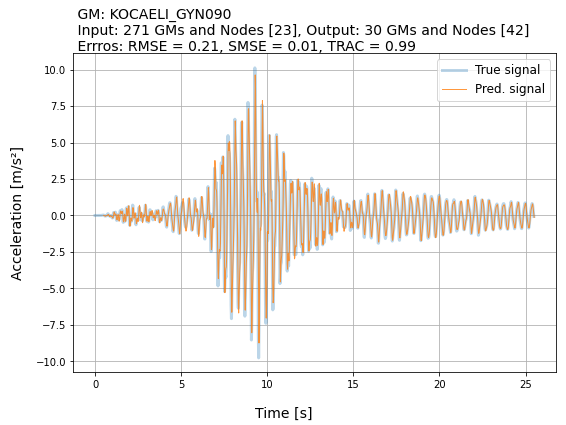 GM: KOCAELI_GYN090
Input: 271 GMs and Nodes [23], Output: 30 GMs and Nodes [42]
Erros: RMSE = 0.21, SMSE = 0.01, TRAC = 0.99
True signal
Pred. signal
Acceleration [m/s²]
10.0
7.5
5.0
2.5
0.0
−2.5
−5.0
−7.5
−10.0
0 5 10 15 20 25
Time [s]